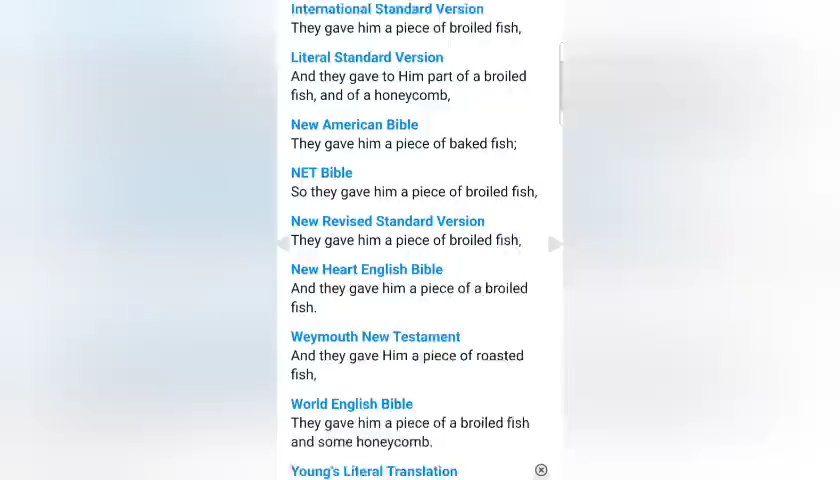 International Standard Version
They gave him a piece of broiled fish,
Literal Standard Version
And they gave to Him part of a broiled
fish, and of a honeycomb,
New American Bible
They gave him a piece of baked fish;
NET Bible
So they gave him a piece of broiled fish,
New Revised Standard Version
They gave him a piece of broiled fish,
New Heart English Bible
And they gave him a piece of a broiled
fish.
Weymouth New Testament
And they gave Him a piece of roasted
fish,
World English Bible
They gave him a piece of a broiled fish
and some honeycomb.
Young's Literal Translation